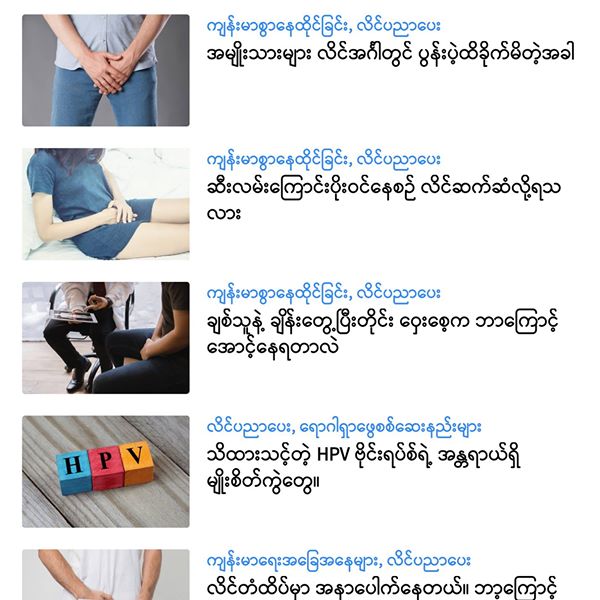 ကျန်းမာစွာနေထိုင်ခြင်း, လိင်ပညာပေး
အမျိုးသားများ လိင်အင်္ဂါတွင် ပွန်းပဲ့ထိခိုက်မိတဲ့အခါ
ကျန်းမာစွာနေထိုင်ခြင်း, လိင်ပညာပေး
ဆီးလမ်းကြောင်းပိုးဝင်နေစဉ် လိင်ဆက်ဆံလို့ရသ
လား
ကျန်းမာစွာနေထိုင်ခြင်း, လိင်ပညာပေး
ချစ်သူနဲ့ ချိန်းတွေ့ပြီးတိုင်း ဝှေးစေ့က ဘာကြောင့်
အောင့်နေရတာလဲ
လိင်ပညာပေး, ရောဂါရှာဖွေစစ်ဆေးနည်းများ
သိထားသင့်တဲ့ HPV ဗိုင်းရပ်စ်ရဲ့ အန္တရာယ်ရှိ
မျိုးစိတ်ကွဲတွေ။
H P V
ကျန်းမာရေးအခြေအနေများ, လိင်ပညာပေး
လိင်တံထိပ်မှာ အနာပေါက်နေတယ်။ ဘာ့ကြောင့်